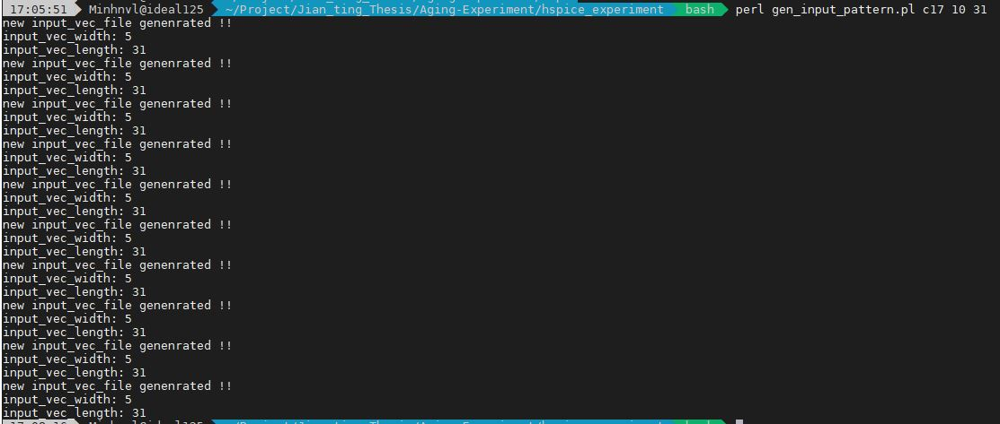 17:05:51 Minhnvl@ideal125 ~/Project/Jian_ting_Thesis/Aging-Experiment/hspice_experiment bash perl gen_input_pattern.pl c17 10 31
new input_vec_file genenrated !!
input_vec_width: 5
input_vec_length: 31
new input_vec_file genenrated !!
input_vec_width: 5
input_vec_length: 31
new input_vec_file genenrated !!
input_vec_width: 5
input_vec_length: 31
new input_vec_file genenrated !!
input_vec_width: 5
input_vec_length: 31
new input_vec_file genenrated !!
input_vec_width: 5
input_vec_length: 31
new input_vec_file genenrated !!
input_vec_width: 5
input_vec_length: 31
new input_vec_file genenrated !!
input_vec_width: 5
input_vec_length: 31
new input_vec_file genenrated !!
input_vec_width: 5
input_vec_length: 31
new input_vec_file genenrated !!
input_vec_width: 5
input_vec_length: 31
new input_vec_file genenrated !!
input_vec_width: 5
input_vec_length: 31